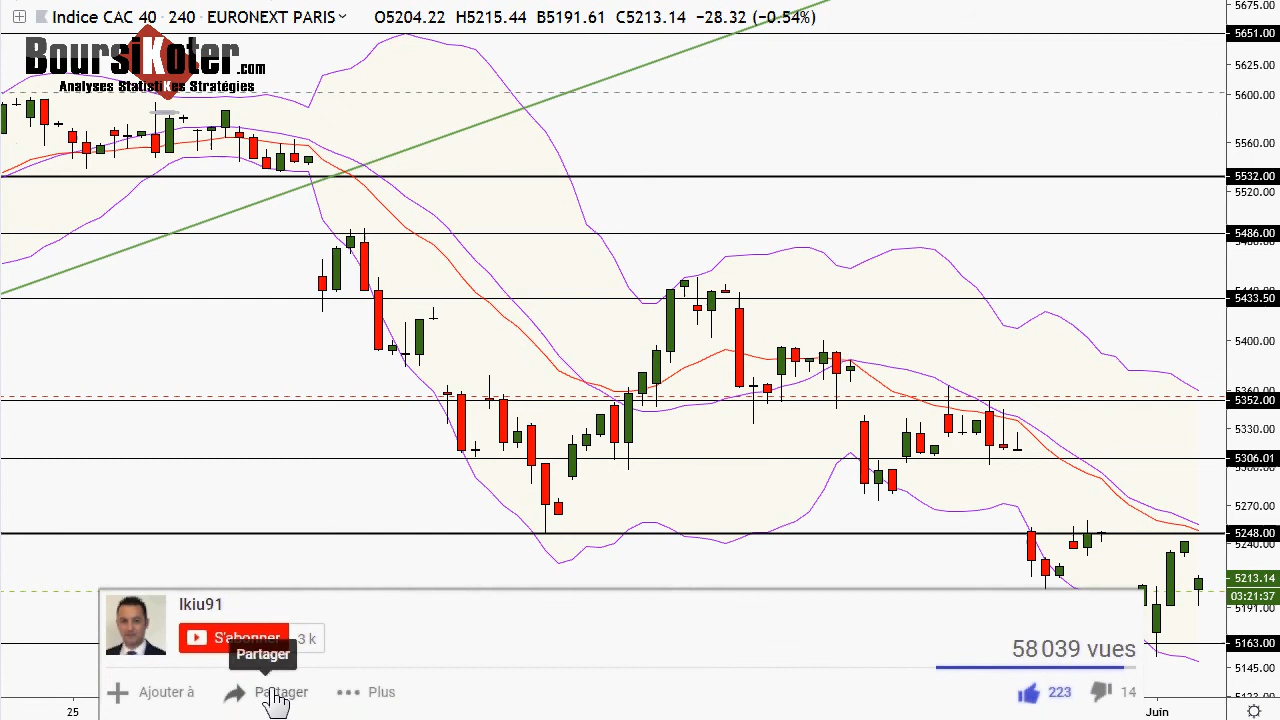 Indice CAC 40 · 240 · EURONEXT PARIS O5204.22 H5215.44 B5191.61 C5213.14 −28.32 (−0.54%)
BoursiKoter.com
Analyses StatistiKes Stratégies
5675.00
5651.00
5625.00
5600.00
5560.00
5532.00
5520.00
5486.00
5433.50
5400.00
5352.00
5330.00
5306.01
5270.00
5248.00
5240.00
5213.14
03:21:37
5191.00
5163.00
5145.00
lkiu91
S'abonner 3 k
Partager
58 039 vues
Ajouter à Partager Plus
223 14
25 Juin